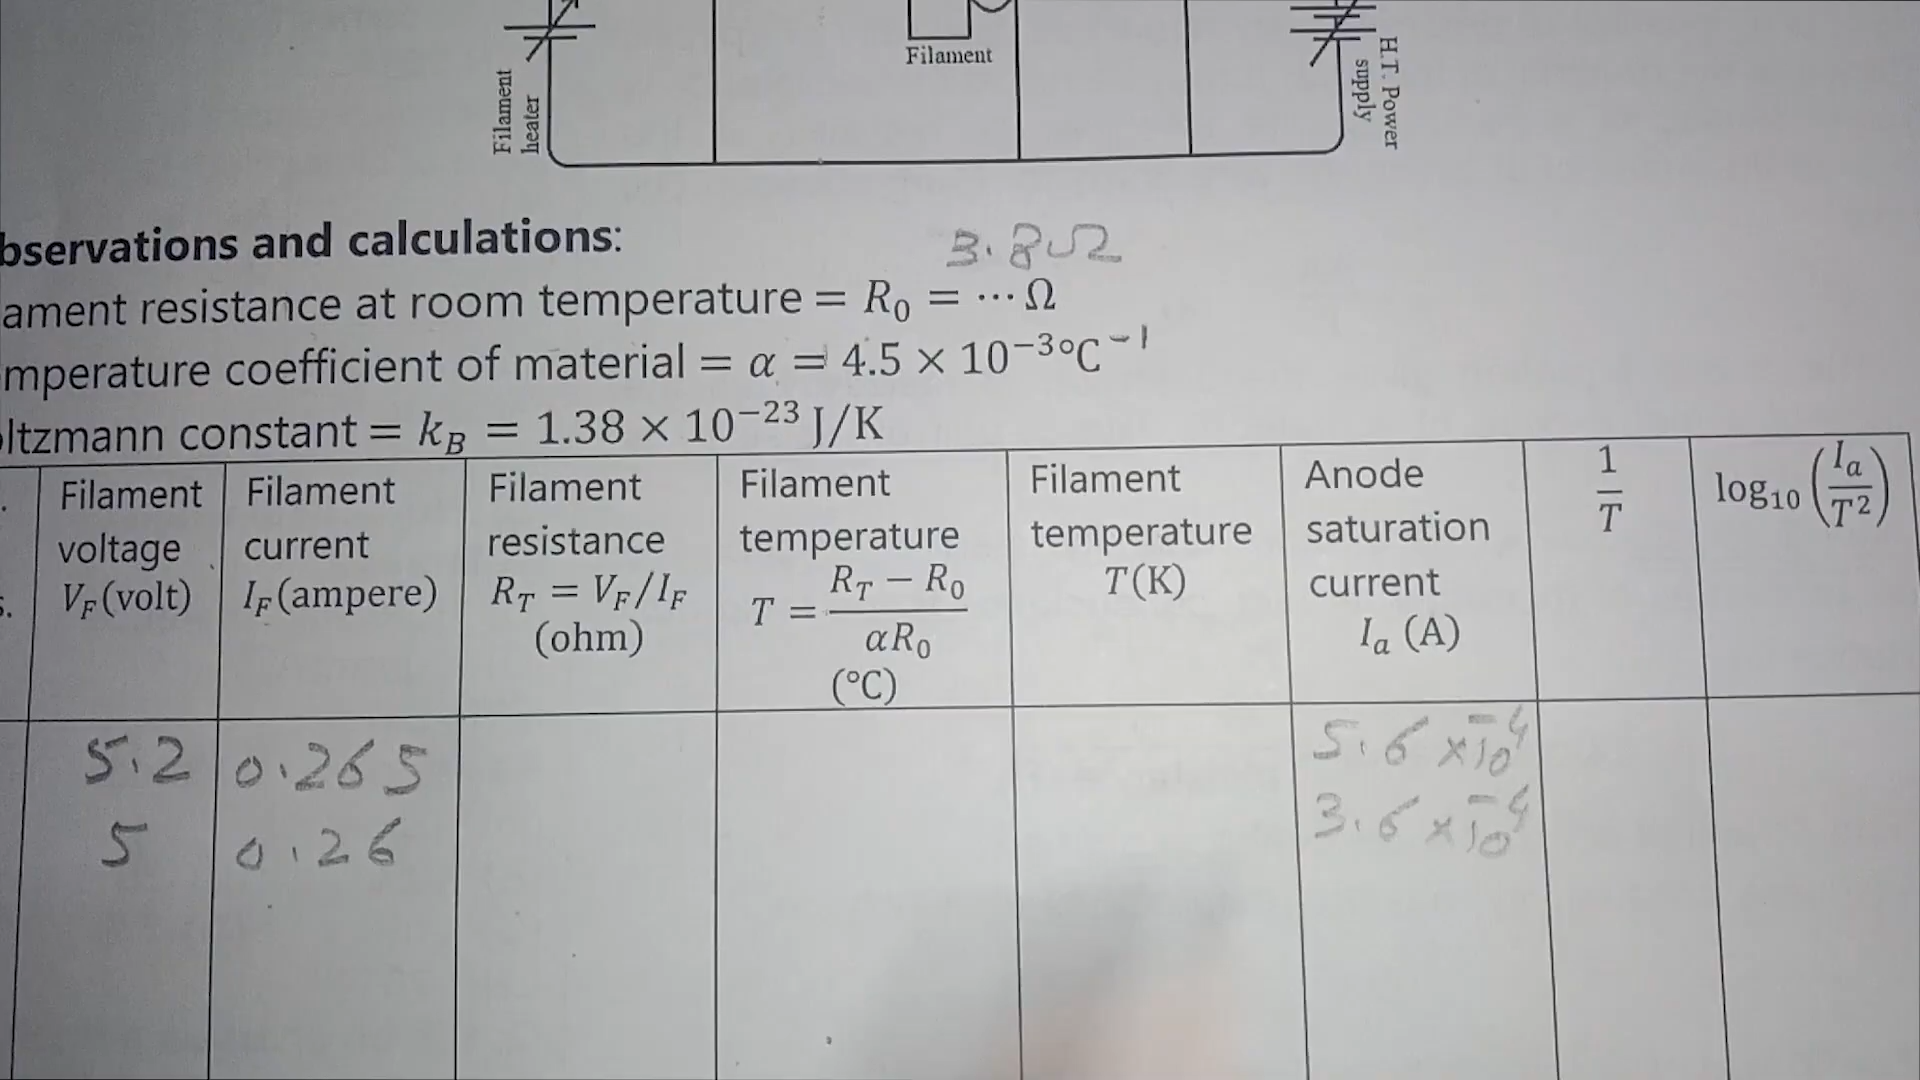 Filament
Filament
heater
H.T. Power
supply
bservations and calculations:
3.8Ω
ament resistance at room temperature = R₀ = ⋯ Ω
mperature coefficient of material = α = 4.5 × 10⁻³°C⁻¹
ltzmann constant = k_B = 1.38 × 10⁻²³ J/K
Filament voltage V_F(volt)
Filament current I_F(ampere)
Filament resistance R_T = V_F/I_F (ohm)
Filament temperature T = (R_T − R₀)/(αR₀) (°C)
Filament temperature T(K)
Anode saturation current I_a (A)
1/T
log₁₀ (I_a/T²)
5.2 0.265 5.6 × 10⁻⁴
5 0.26 3.6 × 10⁻⁴